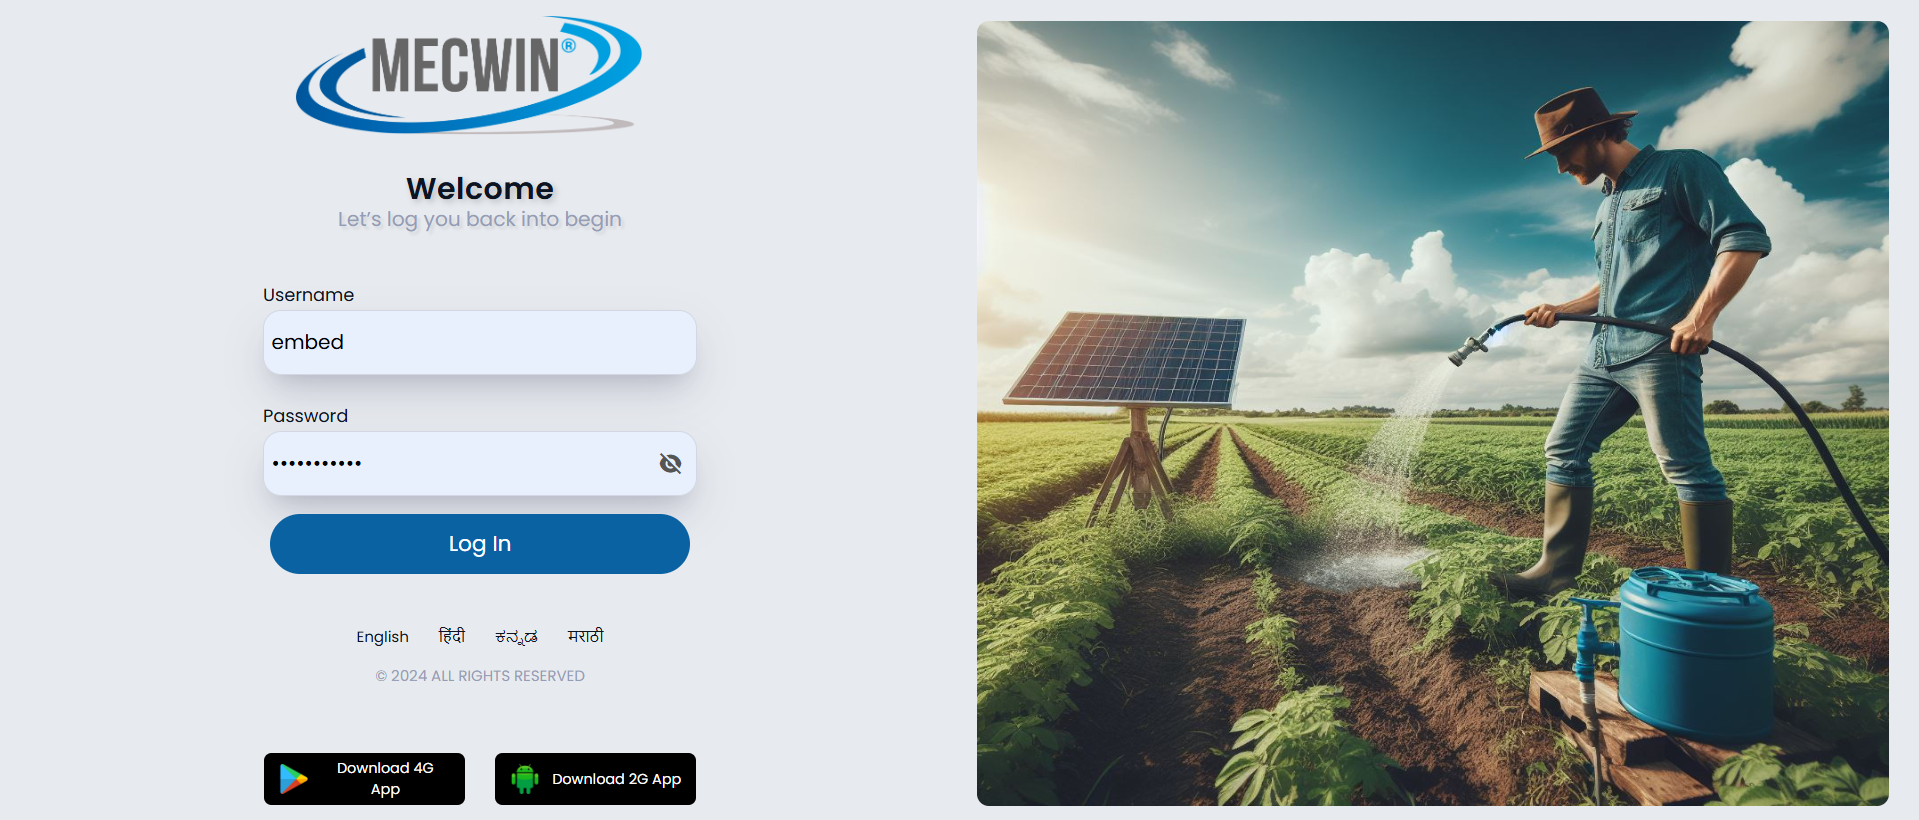 MECWIN®
Welcome
Let’s log you back into begin
Username
embed
Password
•••••••••••
Log In
English हिंदी ಕನ್ನಡ मराठी
© 2024 ALL RIGHTS RESERVED
Download 4G
App
Download 2G App